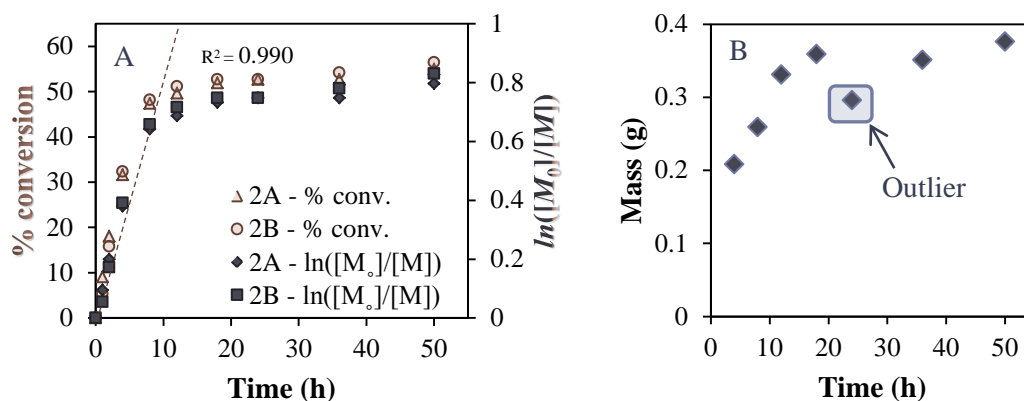 A
R² = 0.990
% conversion
60
50
40
30
20
10
0
1
0.8
0.6
0.4
0.2
0
ln([M₀]/[M])
2A - % conv.
2B - % conv.
2A - ln([Mₒ]/[M])
2B - ln([Mₒ]/[M])
0 10 20 30 40 50
Time (h)
B
Mass (g)
0.4
0.3
0.2
0.1
0
Outlier
0 10 20 30 40 50
Time (h)